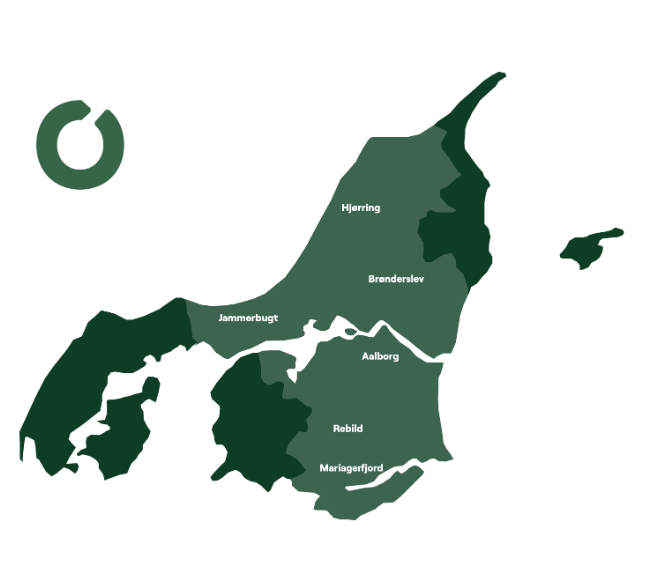 Hjørring
Brønderslev
Jammerbugt
Aalborg
Rebild
Mariagerfjord